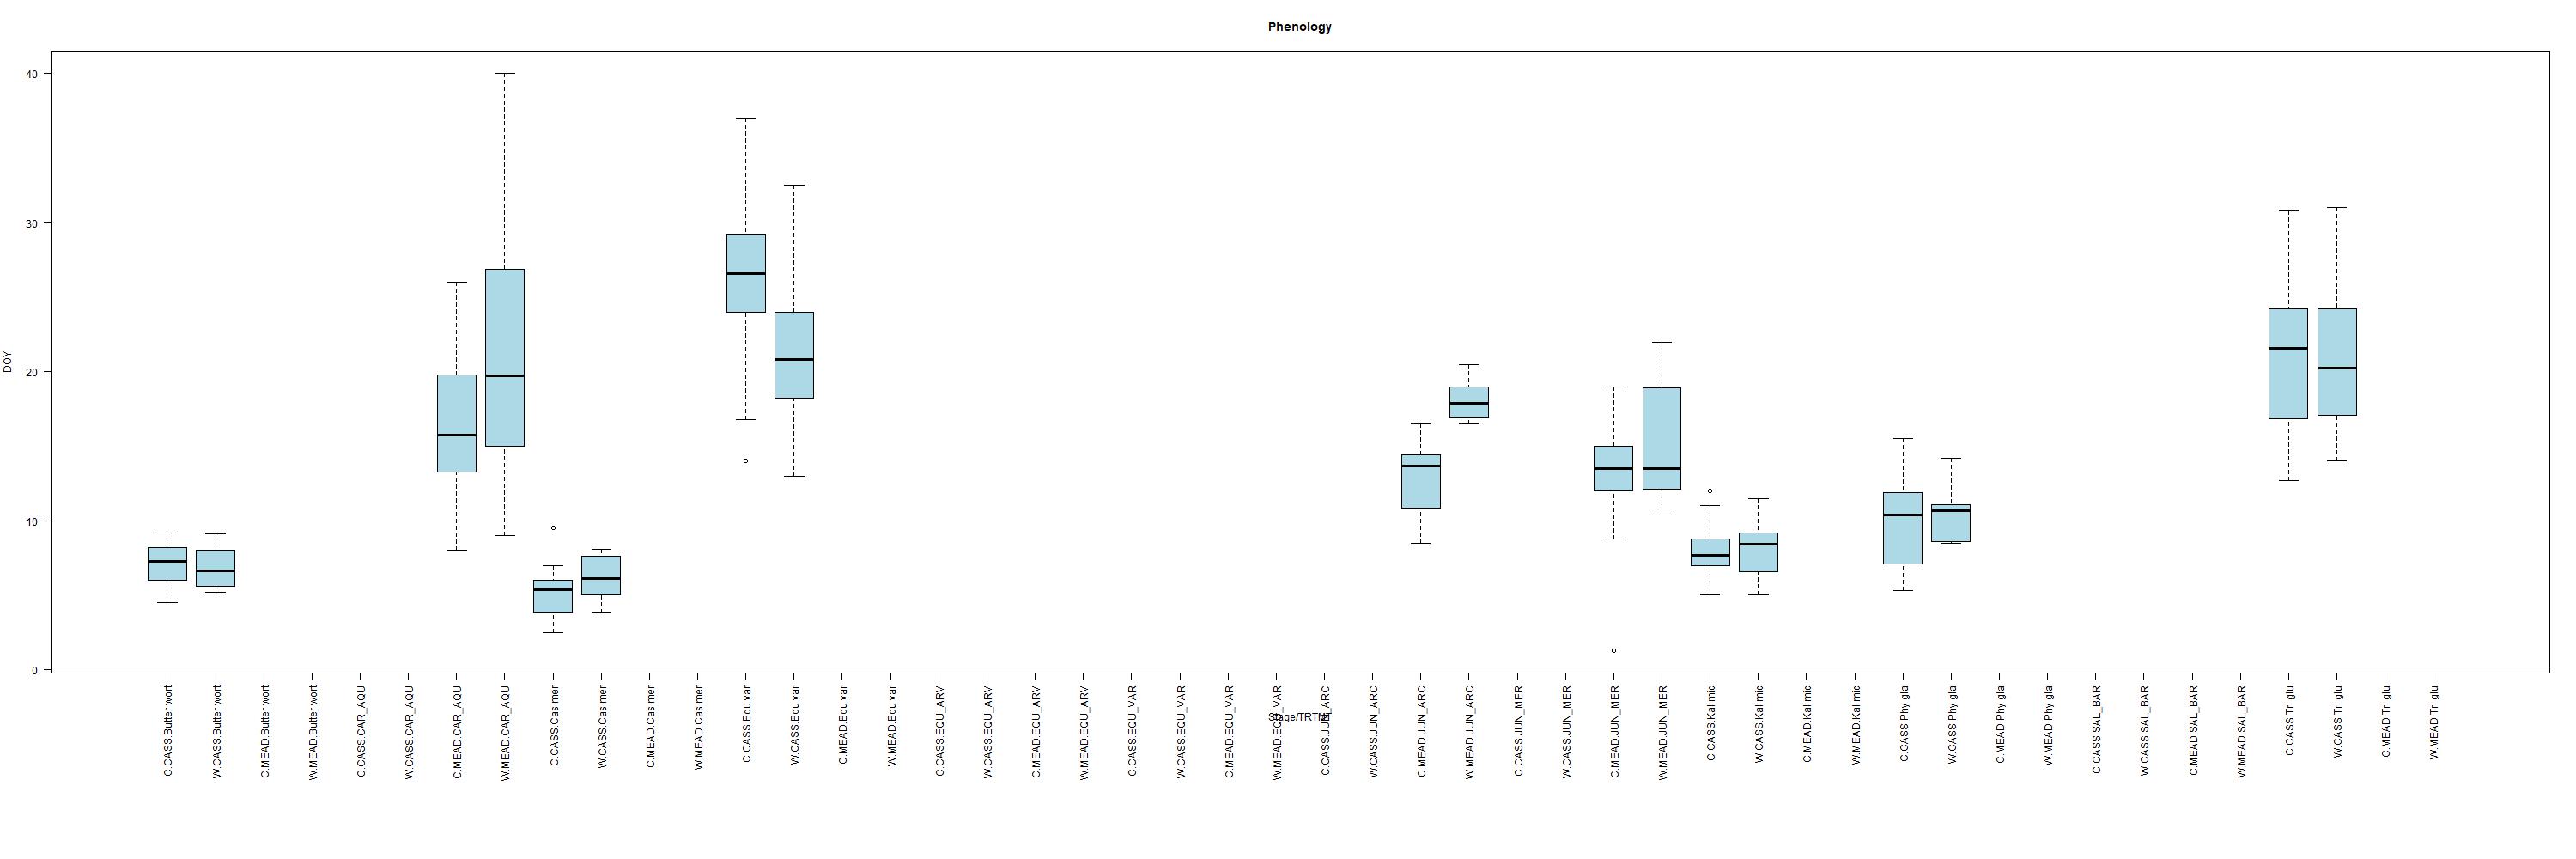 Phenology
40
30
20
10
0
DOY
C.CASS.Butter wort
W.CASS.Butter wort
C.MEAD.Butter wort
W.MEAD.Butter wort
C.CASS.CAR_AQU
W.CASS.CAR_AQU
C.MEAD.CAR_AQU
W.MEAD.CAR_AQU
C.CASS.Cas mer
W.CASS.Cas mer
C.MEAD.Cas mer
W.MEAD.Cas mer
C.CASS.Equ var
W.CASS.Equ var
C.MEAD.Equ var
W.MEAD.Equ var
C.CASS.EQU_ARV
W.CASS.EQU_ARV
C.MEAD.EQU_ARV
W.MEAD.EQU_ARV
C.CASS.EQU_VAR
W.CASS.EQU_VAR
C.MEAD.EQU_VAR
W.MEAD.EQU_VAR
C.CASS.JUN_ARC
W.CASS.JUN_ARC
C.MEAD.JUN_ARC
W.MEAD.JUN_ARC
C.CASS.JUN_MER
W.CASS.JUN_MER
C.MEAD.JUN_MER
W.MEAD.JUN_MER
C.CASS.Kal mic
W.CASS.Kal mic
C.MEAD.Kal mic
W.MEAD.Kal mic
C.CASS.Phy gla
W.CASS.Phy gla
C.MEAD.Phy gla
W.MEAD.Phy gla
C.CASS.SAL_BAR
W.CASS.SAL_BAR
C.MEAD.SAL_BAR
W.MEAD.SAL_BAR
C.CASS.Tri glu
W.CASS.Tri glu
C.MEAD.Tri glu
W.MEAD.Tri glu
Stage/TRTMT